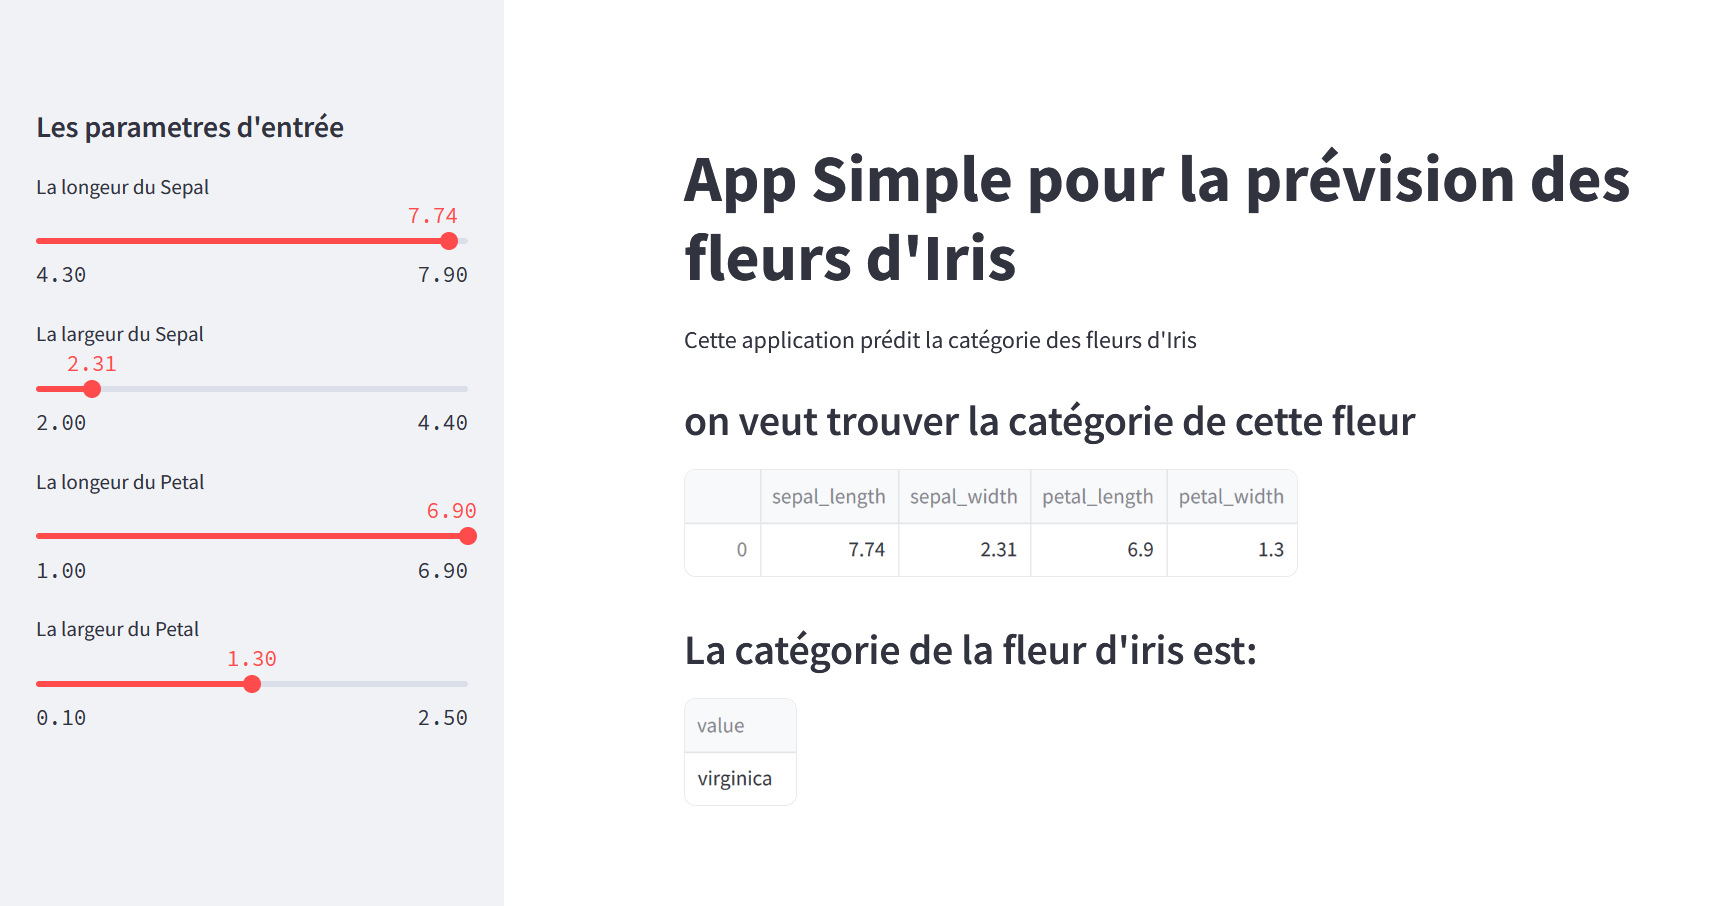 Les parametres d'entrée
La longeur du Sepal
7.74
4.30 7.90
La largeur du Sepal
2.31
2.00 4.40
La longeur du Petal
6.90
1.00 6.90
La largeur du Petal
1.30
0.10 2.50
App Simple pour la prévision des
fleurs d'Iris
Cette application prédit la catégorie des fleurs d'Iris
on veut trouver la catégorie de cette fleur
sepal_length sepal_width petal_length petal_width
0 7.74 2.31 6.9 1.3
La catégorie de la fleur d'iris est:
value
virginica